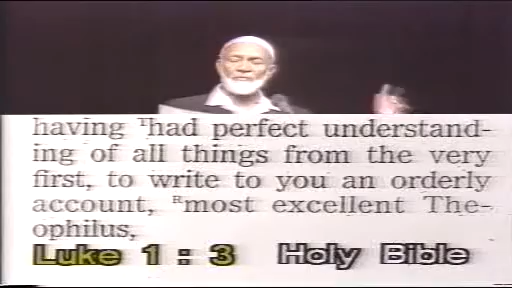 having ¹had perfect understand-
ing of all things from the very
first, to write to you an orderly
account, ᴿmost excellent The-
ophilus,
Luke 1 : 3 Holy Bible